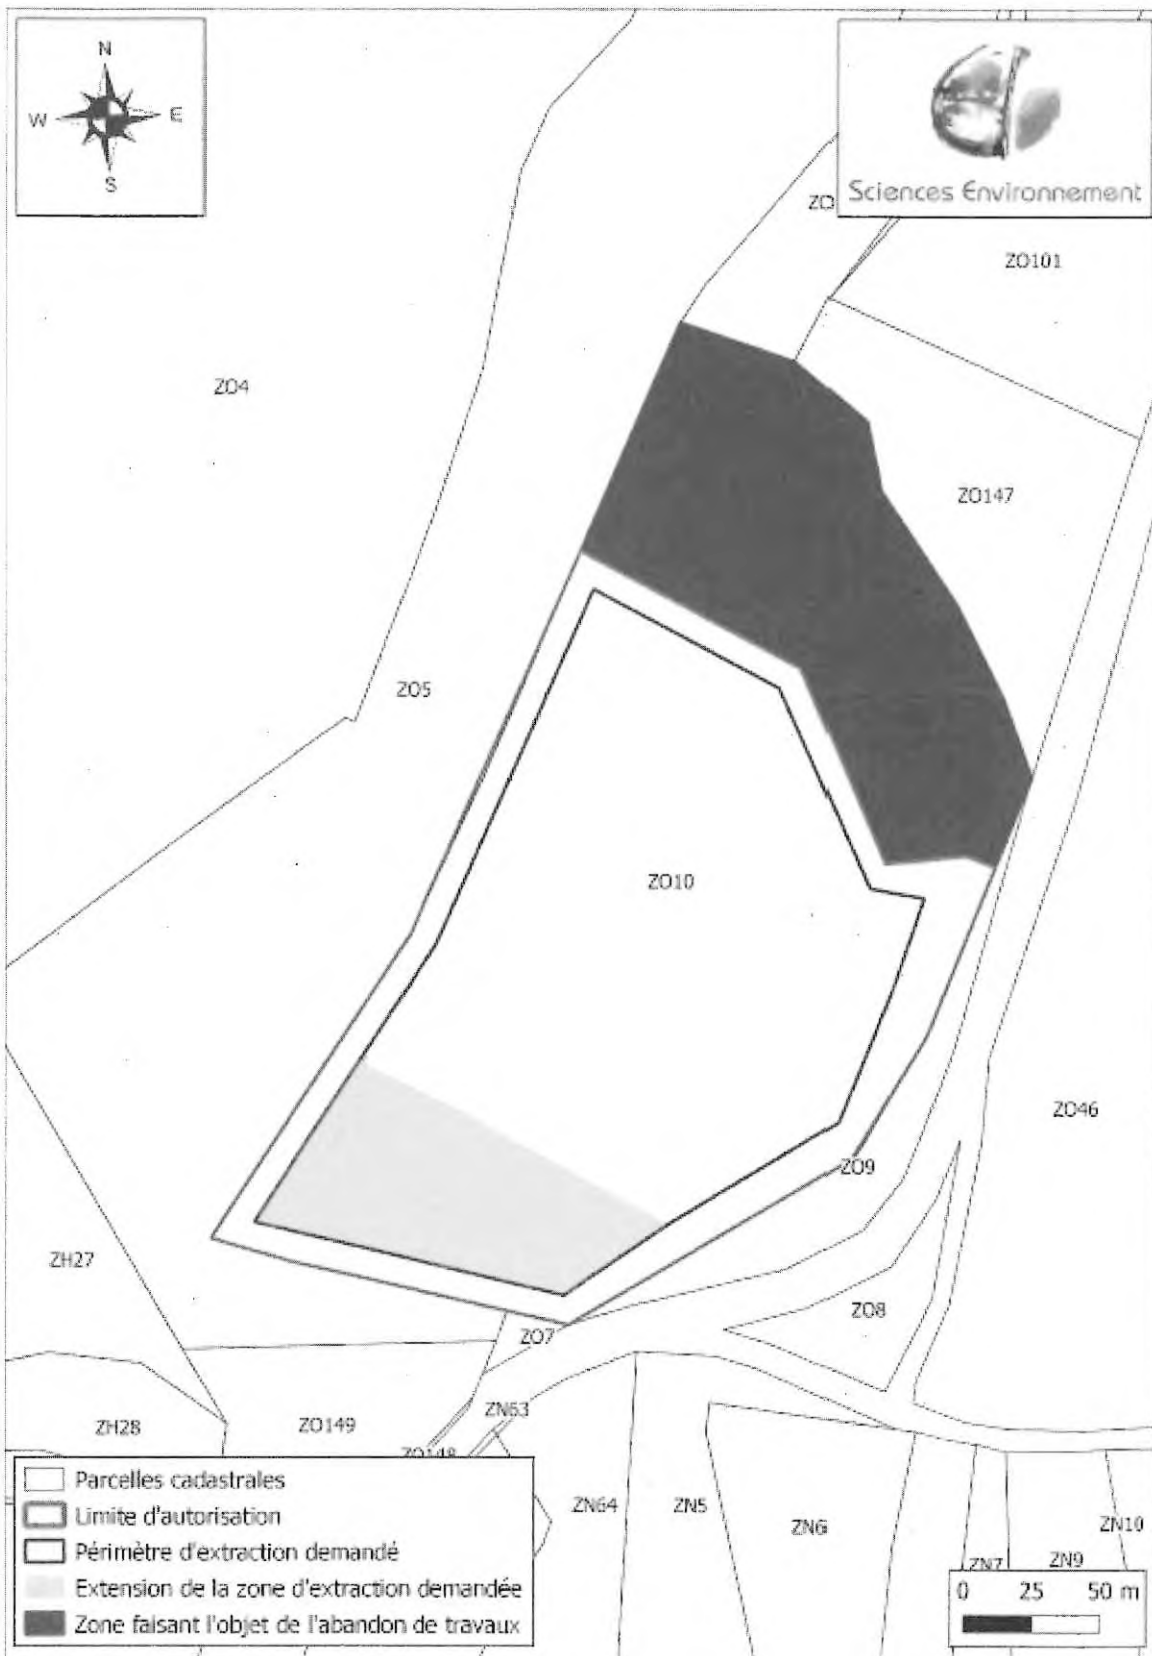 N
W E
S
Sciences Environnement
ZO101
ZO4
ZO147
ZO5
ZO10
ZO46
ZO9
ZH27
ZO8
ZO7
ZN63
ZH28
ZO149
ZO148
ZN64
ZN5
ZN6
ZN10
ZN7
ZN9
Parcelles cadastrales
Limite d'autorisation
Périmètre d'extraction demandé
Extension de la zone d'extraction demandée
Zone faisant l'objet de l'abandon de travaux
0 25 50 m